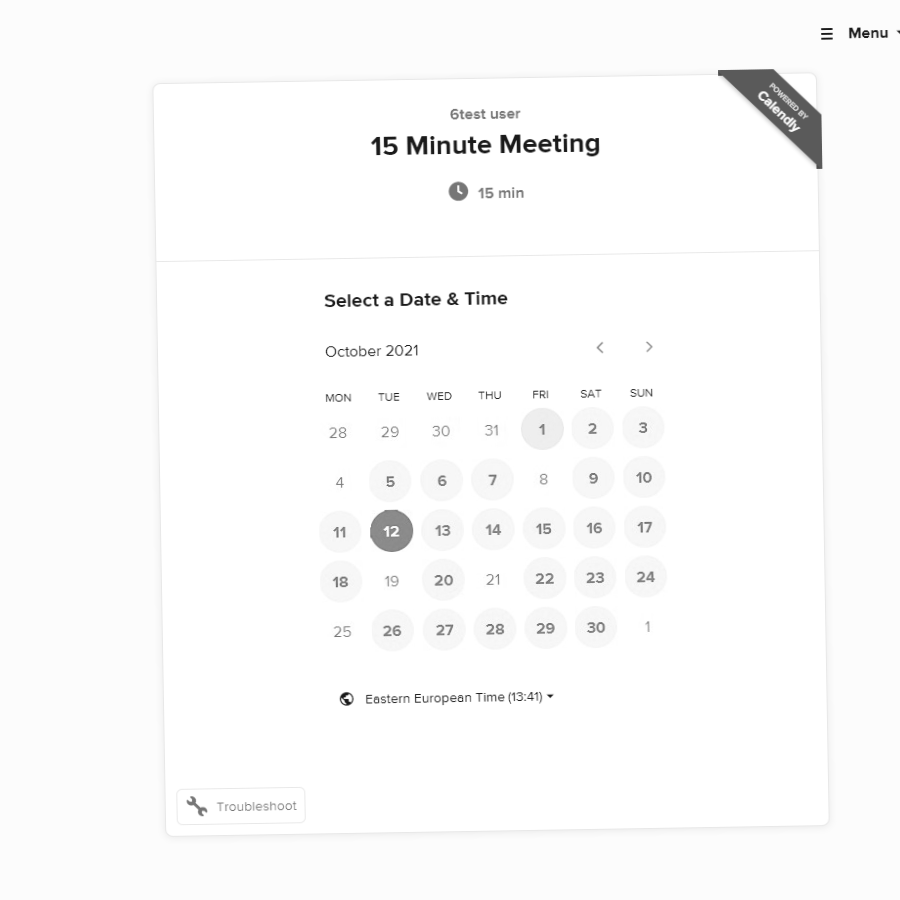 Menu
POWERED BY
Calendly
6test user
15 Minute Meeting
15 min
Select a Date & Time
October 2021
MON TUE WED THU FRI SAT SUN
28 29 30 31 1 2 3
4 5 6 7 8 9 10
11 12 13 14 15 16 17
18 19 20 21 22 23 24
25 26 27 28 29 30 1
Eastern European Time (13:41)
Troubleshoot